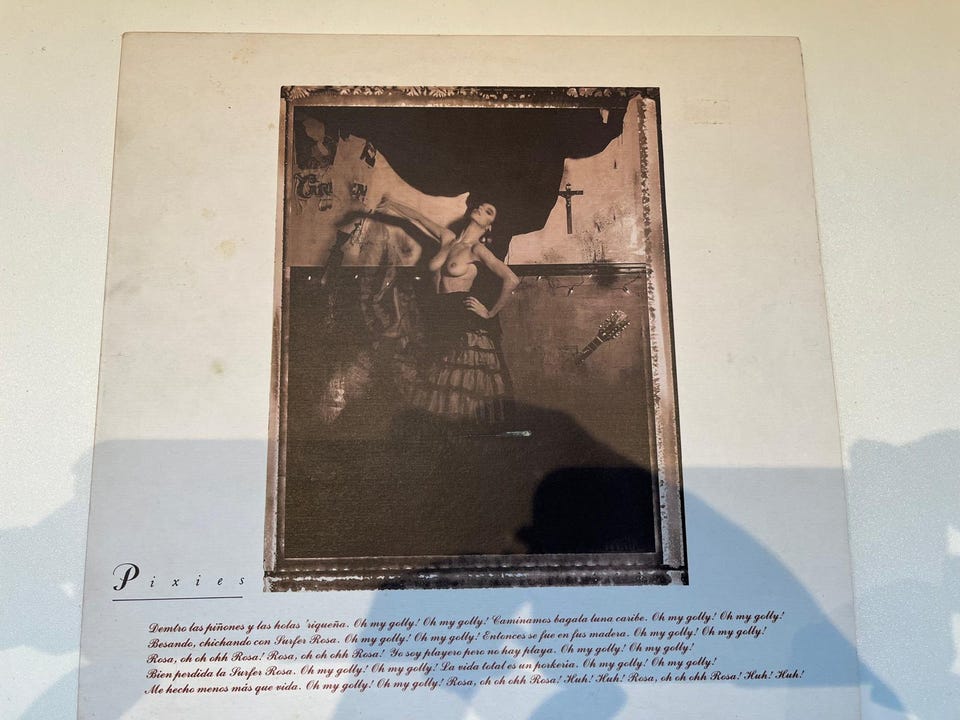 Pixies
Demtro las piñones y las holas 'riqueña. Oh my golly! Oh my golly! Caminamos bagata luna caribe. Oh my golly! Oh my golly!
Besando, chichando con Surfer Rosa. Oh my golly! Oh my golly! Entonces se fue en fus madera. Oh my golly! Oh my golly!
Rosa, oh oh ohh Rosa! Rosa, oh oh ohh Rosa! Yo soy playero pero no hay playa. Oh my golly! Oh my golly!
Bien perdida la Surfer Rosa. Oh my golly! Oh my golly! La vida total es un porkeria. Oh my golly! Oh my golly!
Me hecho menos más que vida. Oh my golly! Oh my golly! Rosa, oh oh ohh Rosa! Huh! Huh! Rosa, oh oh ohh Rosa! Huh! Huh!